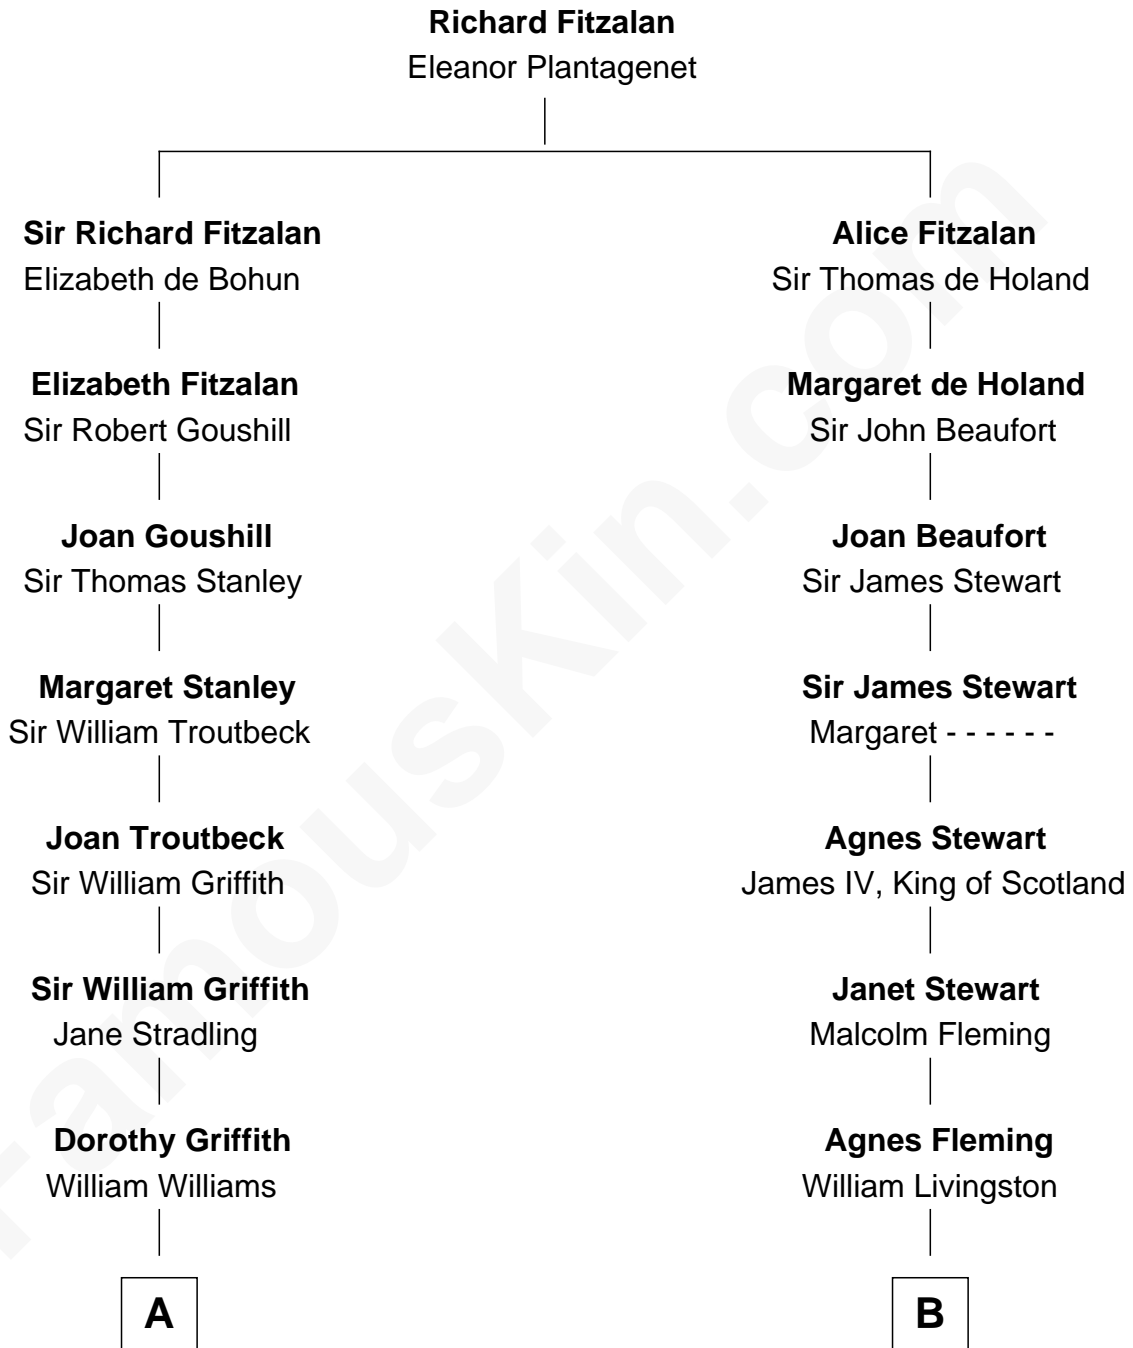 Richard Fitzalan
Eleanor Plantagenet
Sir Richard Fitzalan
Elizabeth de Bohun
Elizabeth Fitzalan
Sir Robert Goushill
Joan Goushill
Sir Thomas Stanley
Margaret Stanley
Sir William Troutbeck
Joan Troutbeck
Sir William Griffith
Sir William Griffith
Jane Stradling
Dorothy Griffith
William Williams
A
Alice Fitzalan
Sir Thomas de Holand
Margaret de Holand
Sir John Beaufort
Joan Beaufort
Sir James Stewart
Sir James Stewart
Margaret - - - - - -
Agnes Stewart
James IV, King of Scotland
Janet Stewart
Malcolm Fleming
Agnes Fleming
William Livingston
B
FamousKin.com